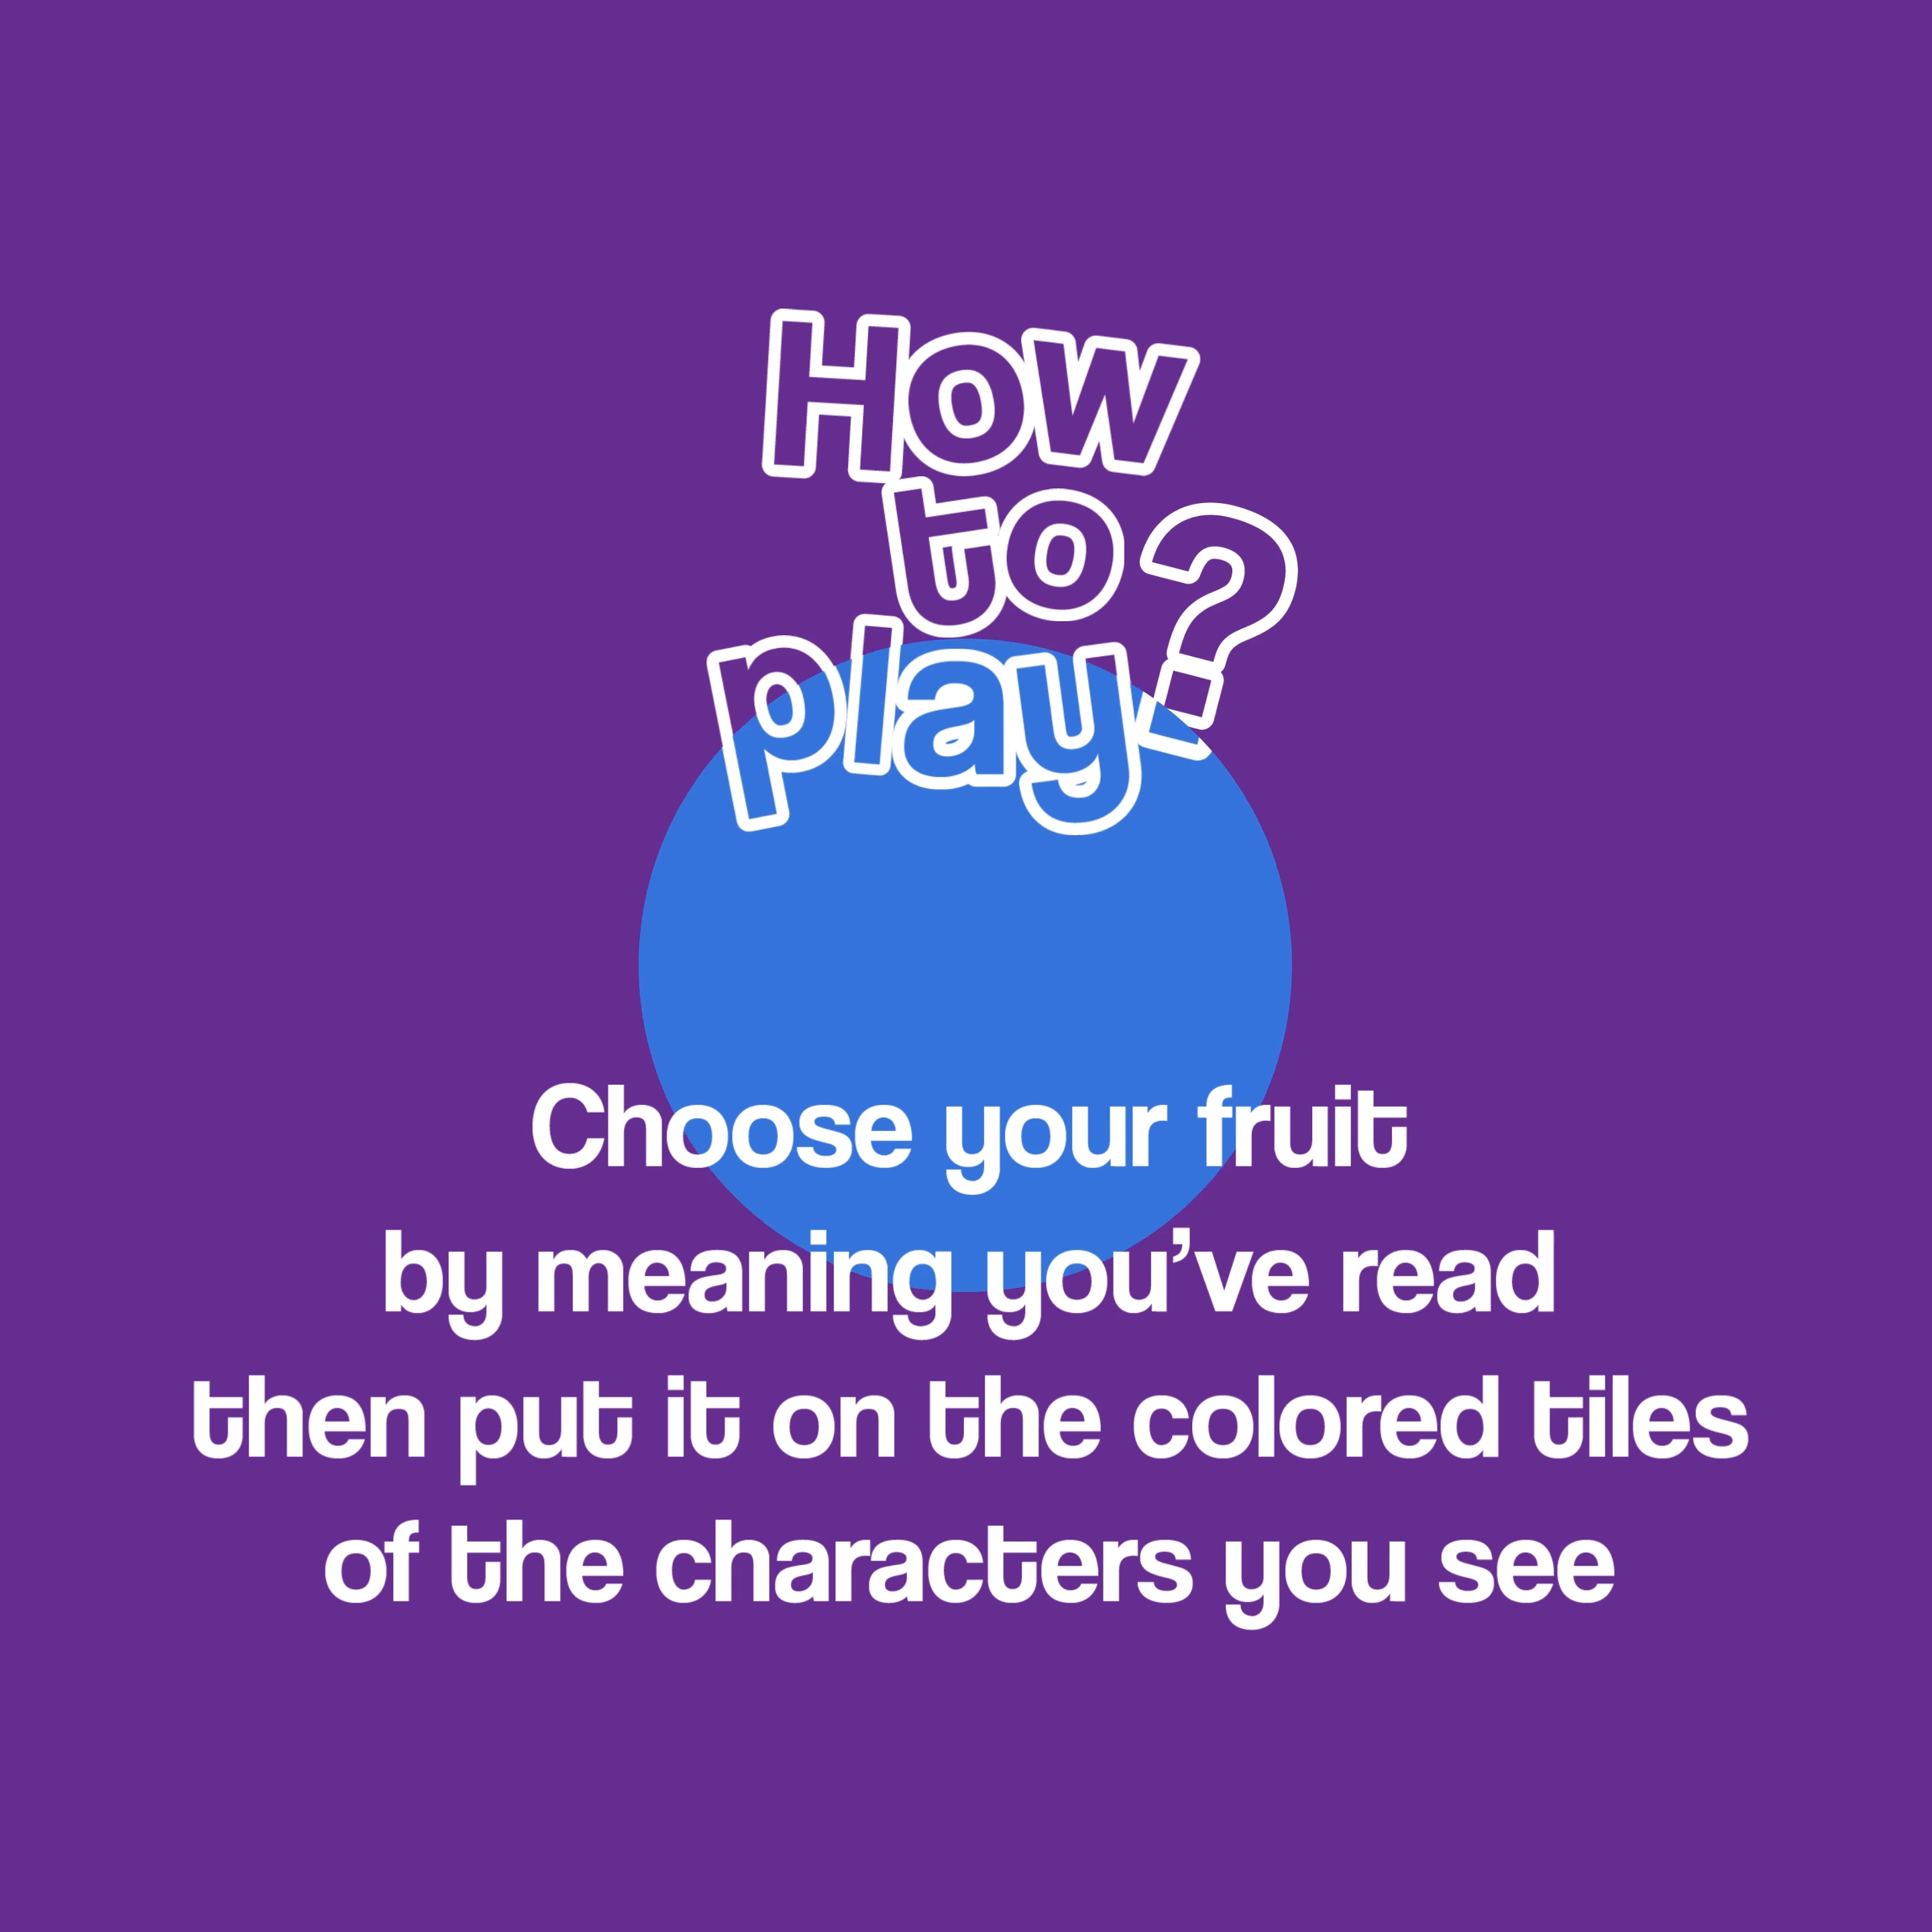 How
to
play?
Choose your fruit
by meaning you’ve read
then put it on the colored tiles
of the characters you see